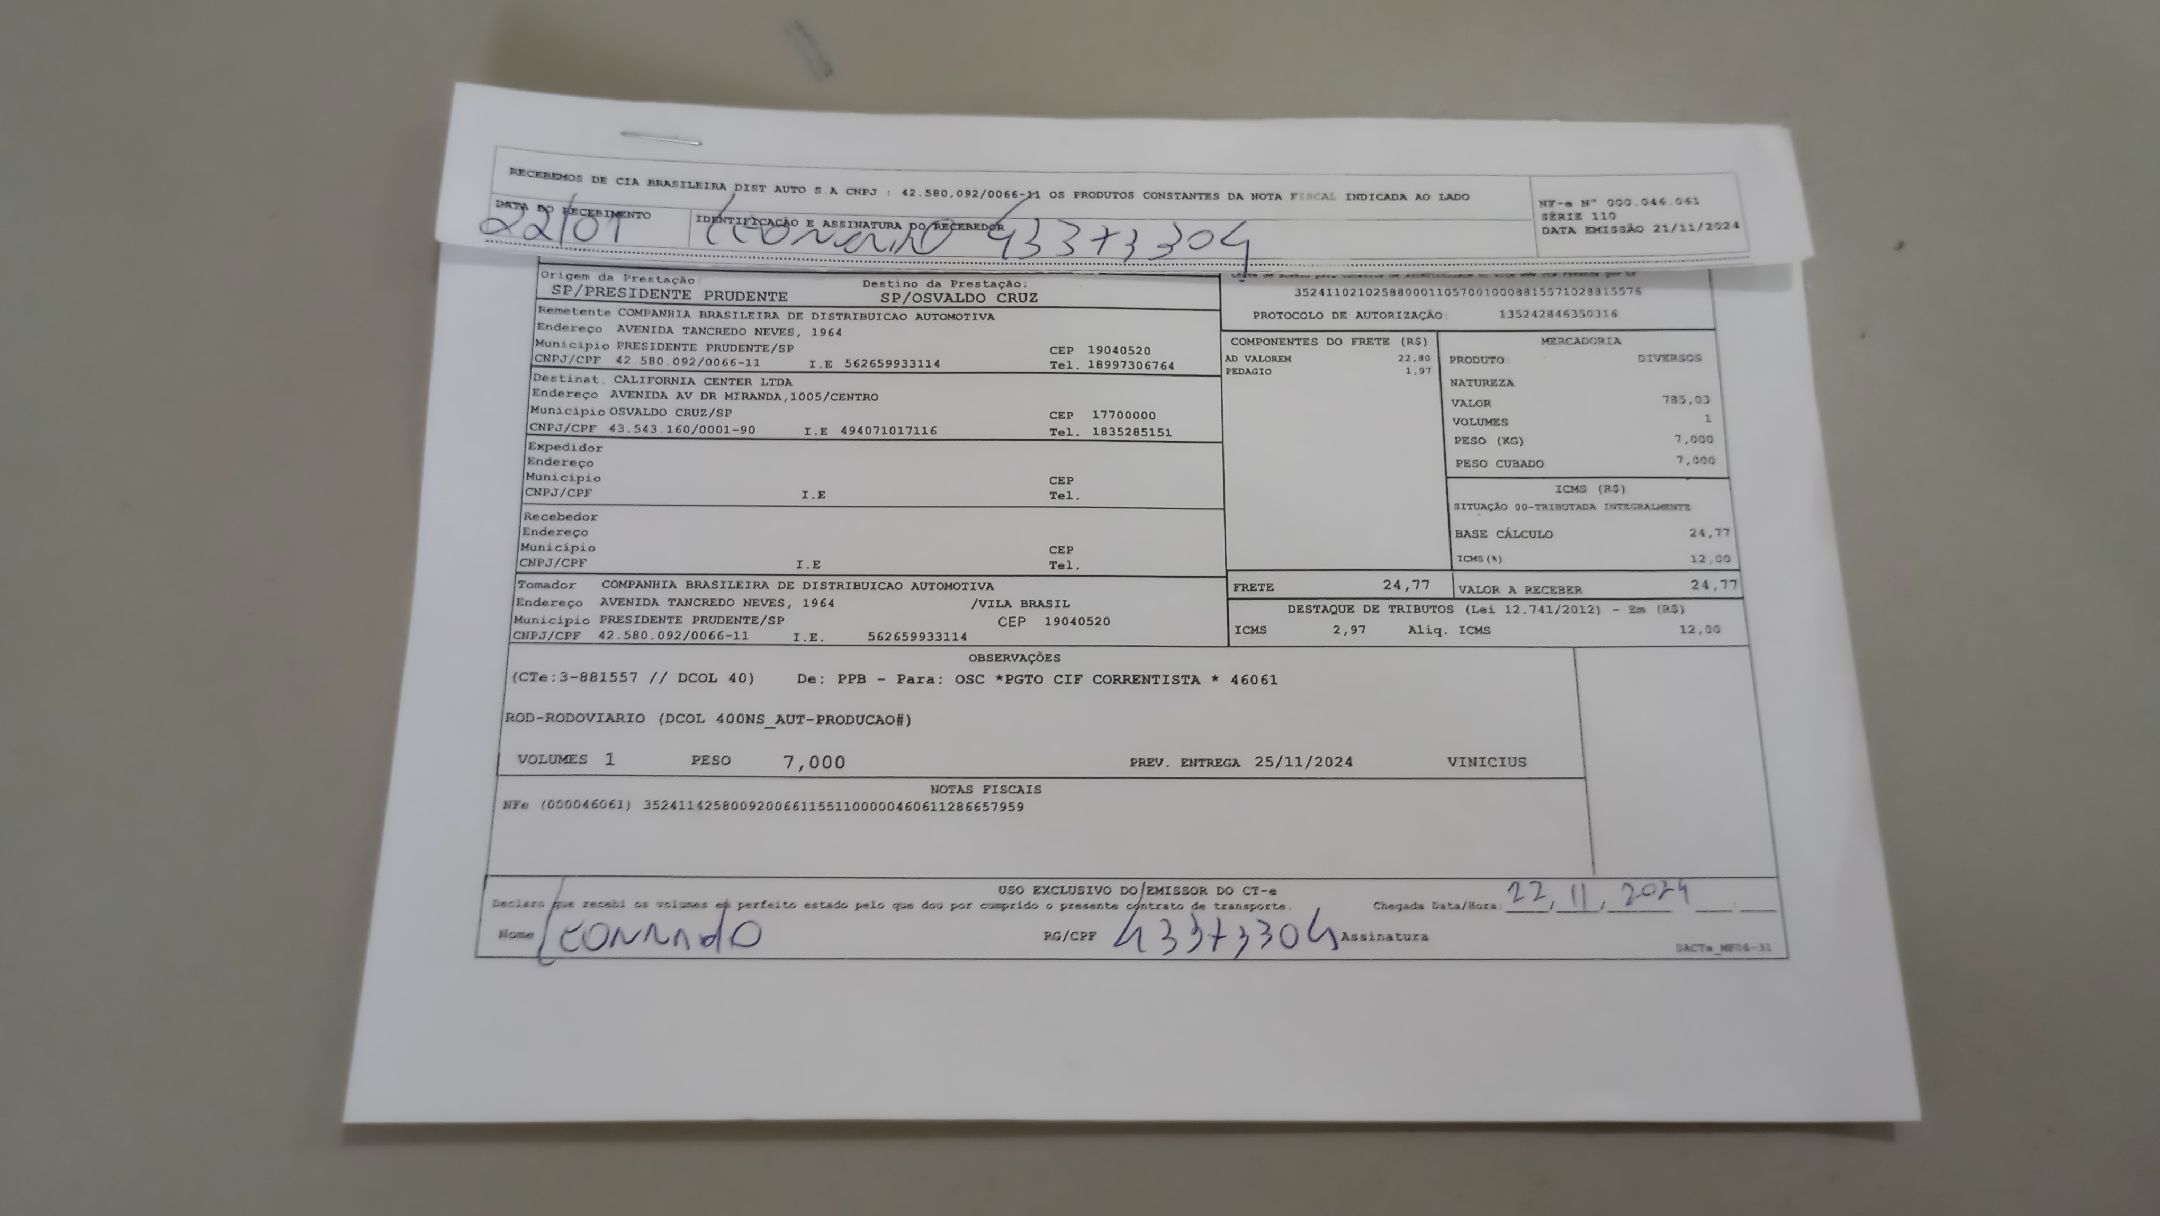 RECEBEMOS DE CIA BRASILEIRA DIST AUTO S.A CNPJ : 42.580.092/0066-11 OS PRODUTOS CONSTANTES DA NOTA FISCAL INDICADA AO LADO
NF-e Nº 000.046.061
SÉRIE 110
DATA EMISSÃO 21/11/2024
DATA DO RECEBIMENTO
22/01
IDENTIFICAÇÃO E ASSINATURA DO RECEBEDOR
43373304
Origem da Prestação: Destino da Prestação:
SP/PRESIDENTE PRUDENTE SP/OSVALDO CRUZ
Remetente COMPANHIA BRASILEIRA DE DISTRIBUICAO AUTOMOTIVA
Endereço AVENIDA TANCREDO NEVES, 1964
Município PRESIDENTE PRUDENTE/SP CEP 19040520
CNPJ/CPF 42.580.092/0066-11 I.E 562659933114 Tel. 18997306764
Destinat. CALIFORNIA CENTER LTDA
Endereço AVENIDA AV DR MIRANDA,1005/CENTRO
Município OSVALDO CRUZ/SP CEP 17700000
CNPJ/CPF 43.543.160/0001-90 I.E 494071017116 Tel. 1835285151
Expedidor
Endereço
Município CEP
CNPJ/CPF I.E Tel.
Recebedor
Endereço
Município CEP
CNPJ/CPF I.E Tel.
Tomador COMPANHIA BRASILEIRA DE DISTRIBUICAO AUTOMOTIVA
Endereço AVENIDA TANCREDO NEVES, 1964 /VILA BRASIL
Município PRESIDENTE PRUDENTE/SP CEP 19040520
CNPJ/CPF 42.580.092/0066-11 I.E. 562659933114
35241102102588000110570010008815571028815576
PROTOCOLO DE AUTORIZAÇÃO: 135242846350316
COMPONENTES DO FRETE (R$)
AD VALOREM 22,80
PEDAGIO 1,97
MERCADORIA
PRODUTO: DIVERSOS
NATUREZA
VALOR 785,03
VOLUMES 1
PESO (KG) 7,000
PESO CUBADO 7,000
ICMS (R$)
SITUAÇÃO 00-TRIBUTADA INTEGRALMENTE
BASE CÁLCULO 24,77
ICMS(%) 12,00
FRETE 24,77 VALOR A RECEBER 24,77
DESTAQUE DE TRIBUTOS (Lei 12.741/2012) - Em (R$)
ICMS 2,97 Aliq. ICMS 12,00
OBSERVAÇÕES
(CTe:3-881557 // DCOL 40) De: PPB - Para: OSC *PGTO CIF CORRENTISTA * 46061
ROD-RODOVIARIO (DCOL 400NS_AUT-PRODUCAO#)
VOLUMES 1 PESO 7,000 PREV. ENTREGA 25/11/2024 VINICIUS
NOTAS FISCAIS
NFe (000046061) 35241142580092006611551100000460611286657959
USO EXCLUSIVO DO EMISSOR DO CT-e
Declaro que recebi os volumes em perfeito estado pelo que dou por cumprido o presente contrato de transporte. Chegada Data/Hora: 22/11/2024
Nome RG/CPF 43373304 Assinatura
DACTe_MF06-31